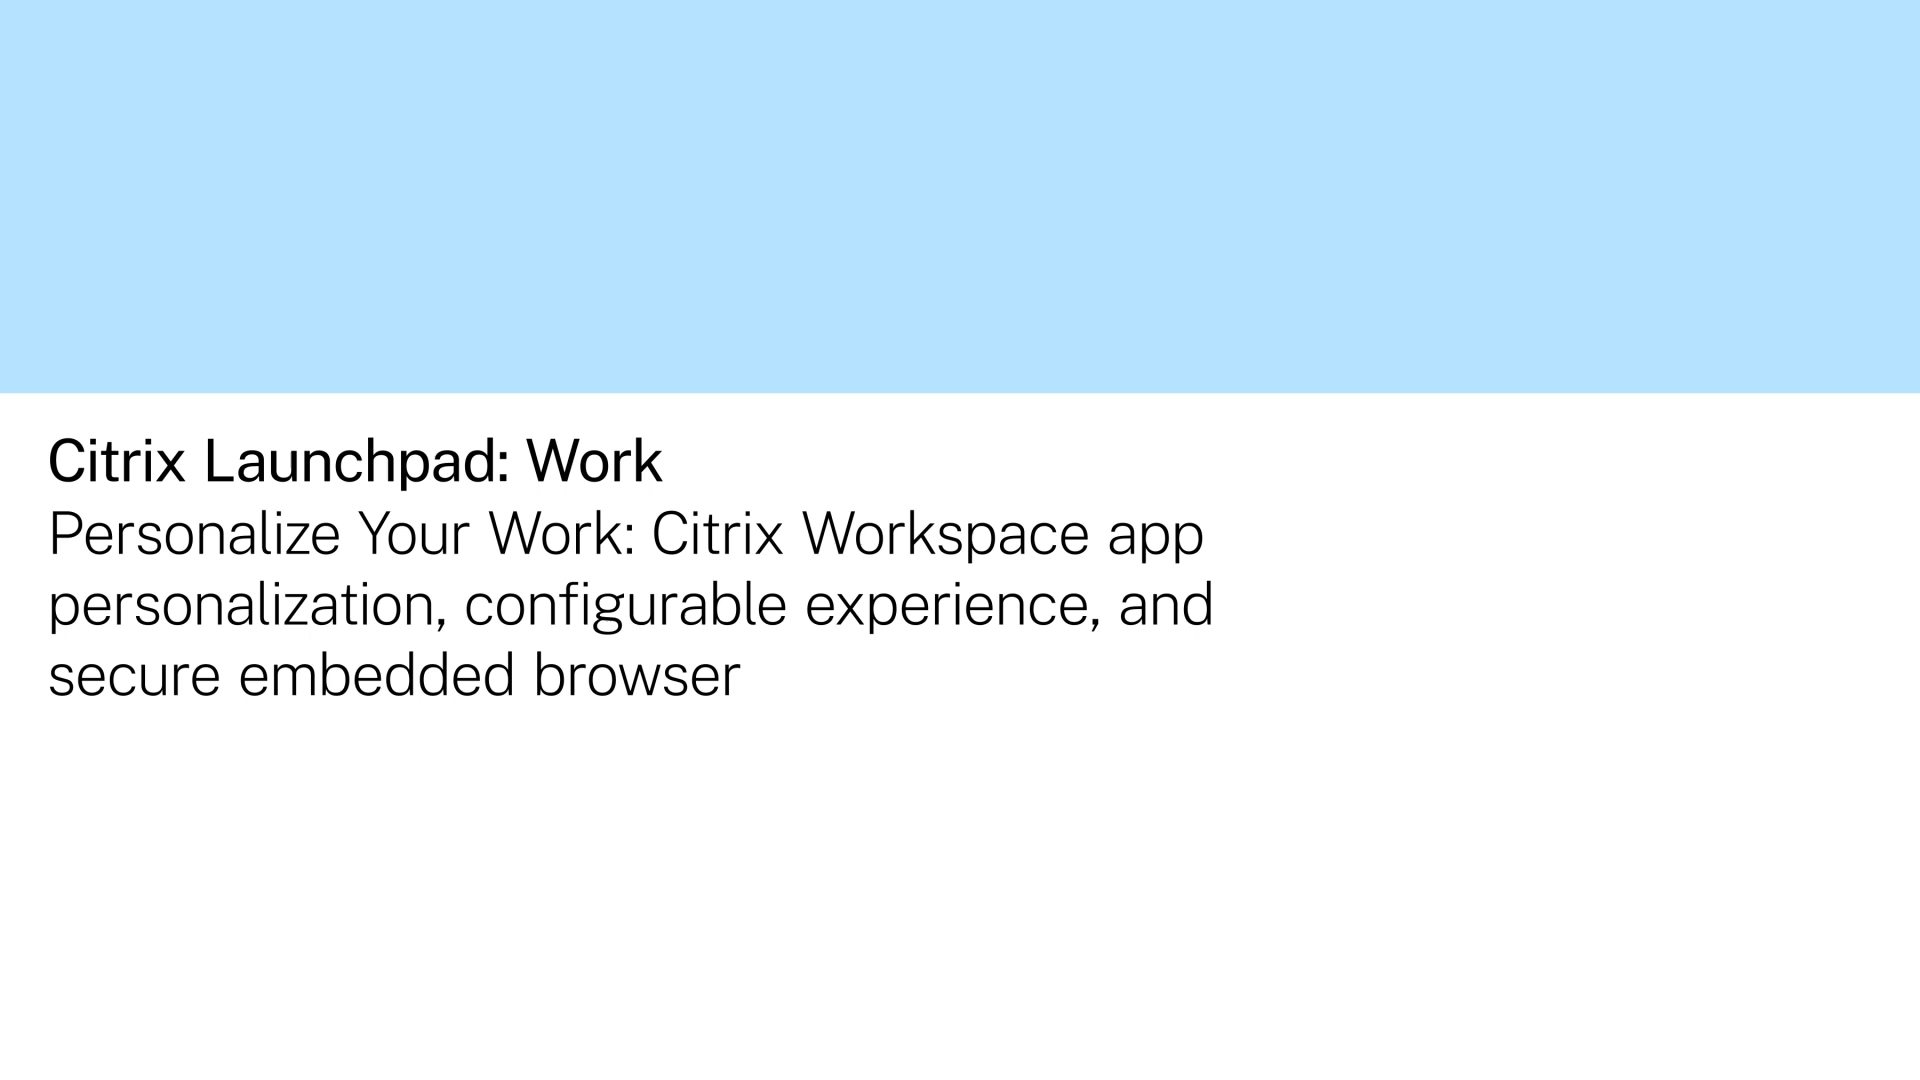 Citrix Launchpad: Work
Personalize Your Work: Citrix Workspace app
personalization, configurable experience, and
secure embedded browser